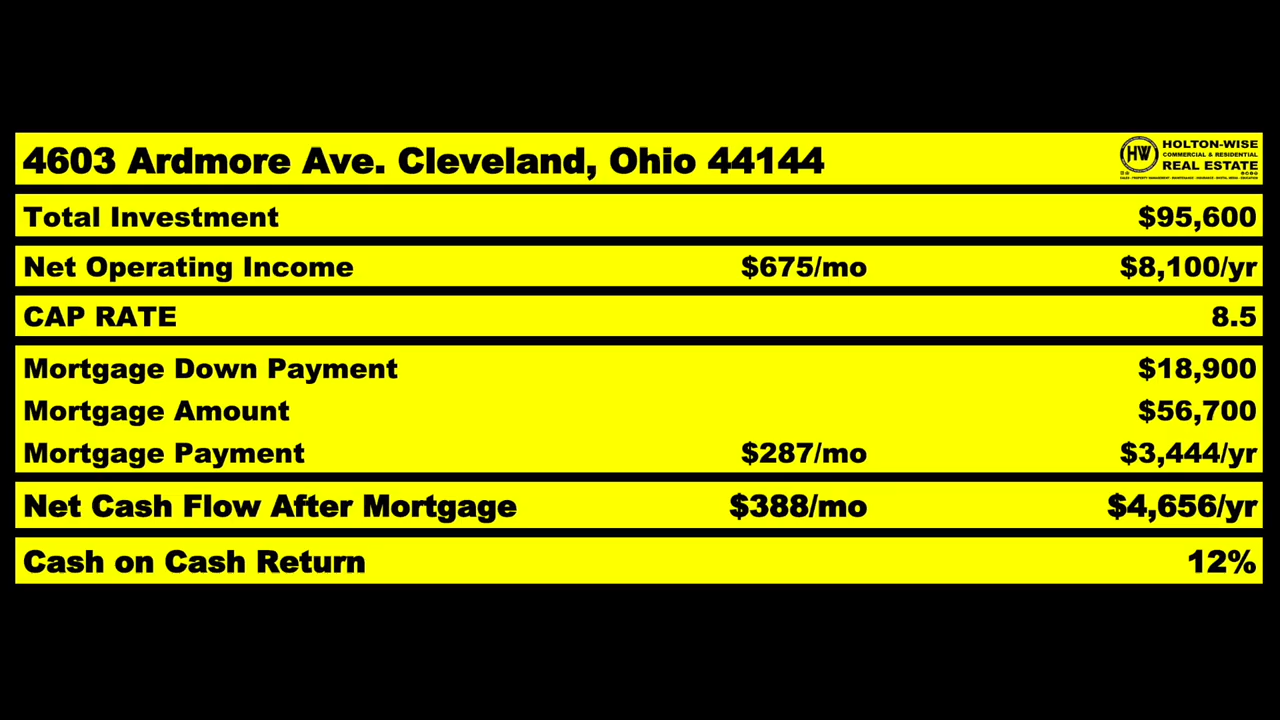 4603 Ardmore Ave. Cleveland, Ohio 44144
HOLTON-WISE
COMMERCIAL & RESIDENTIAL
REAL ESTATE
Total Investment $95,600
Net Operating Income $675/mo $8,100/yr
CAP RATE 8.5
Mortgage Down Payment $18,900
Mortgage Amount $56,700
Mortgage Payment $287/mo $3,444/yr
Net Cash Flow After Mortgage $388/mo $4,656/yr
Cash on Cash Return 12%